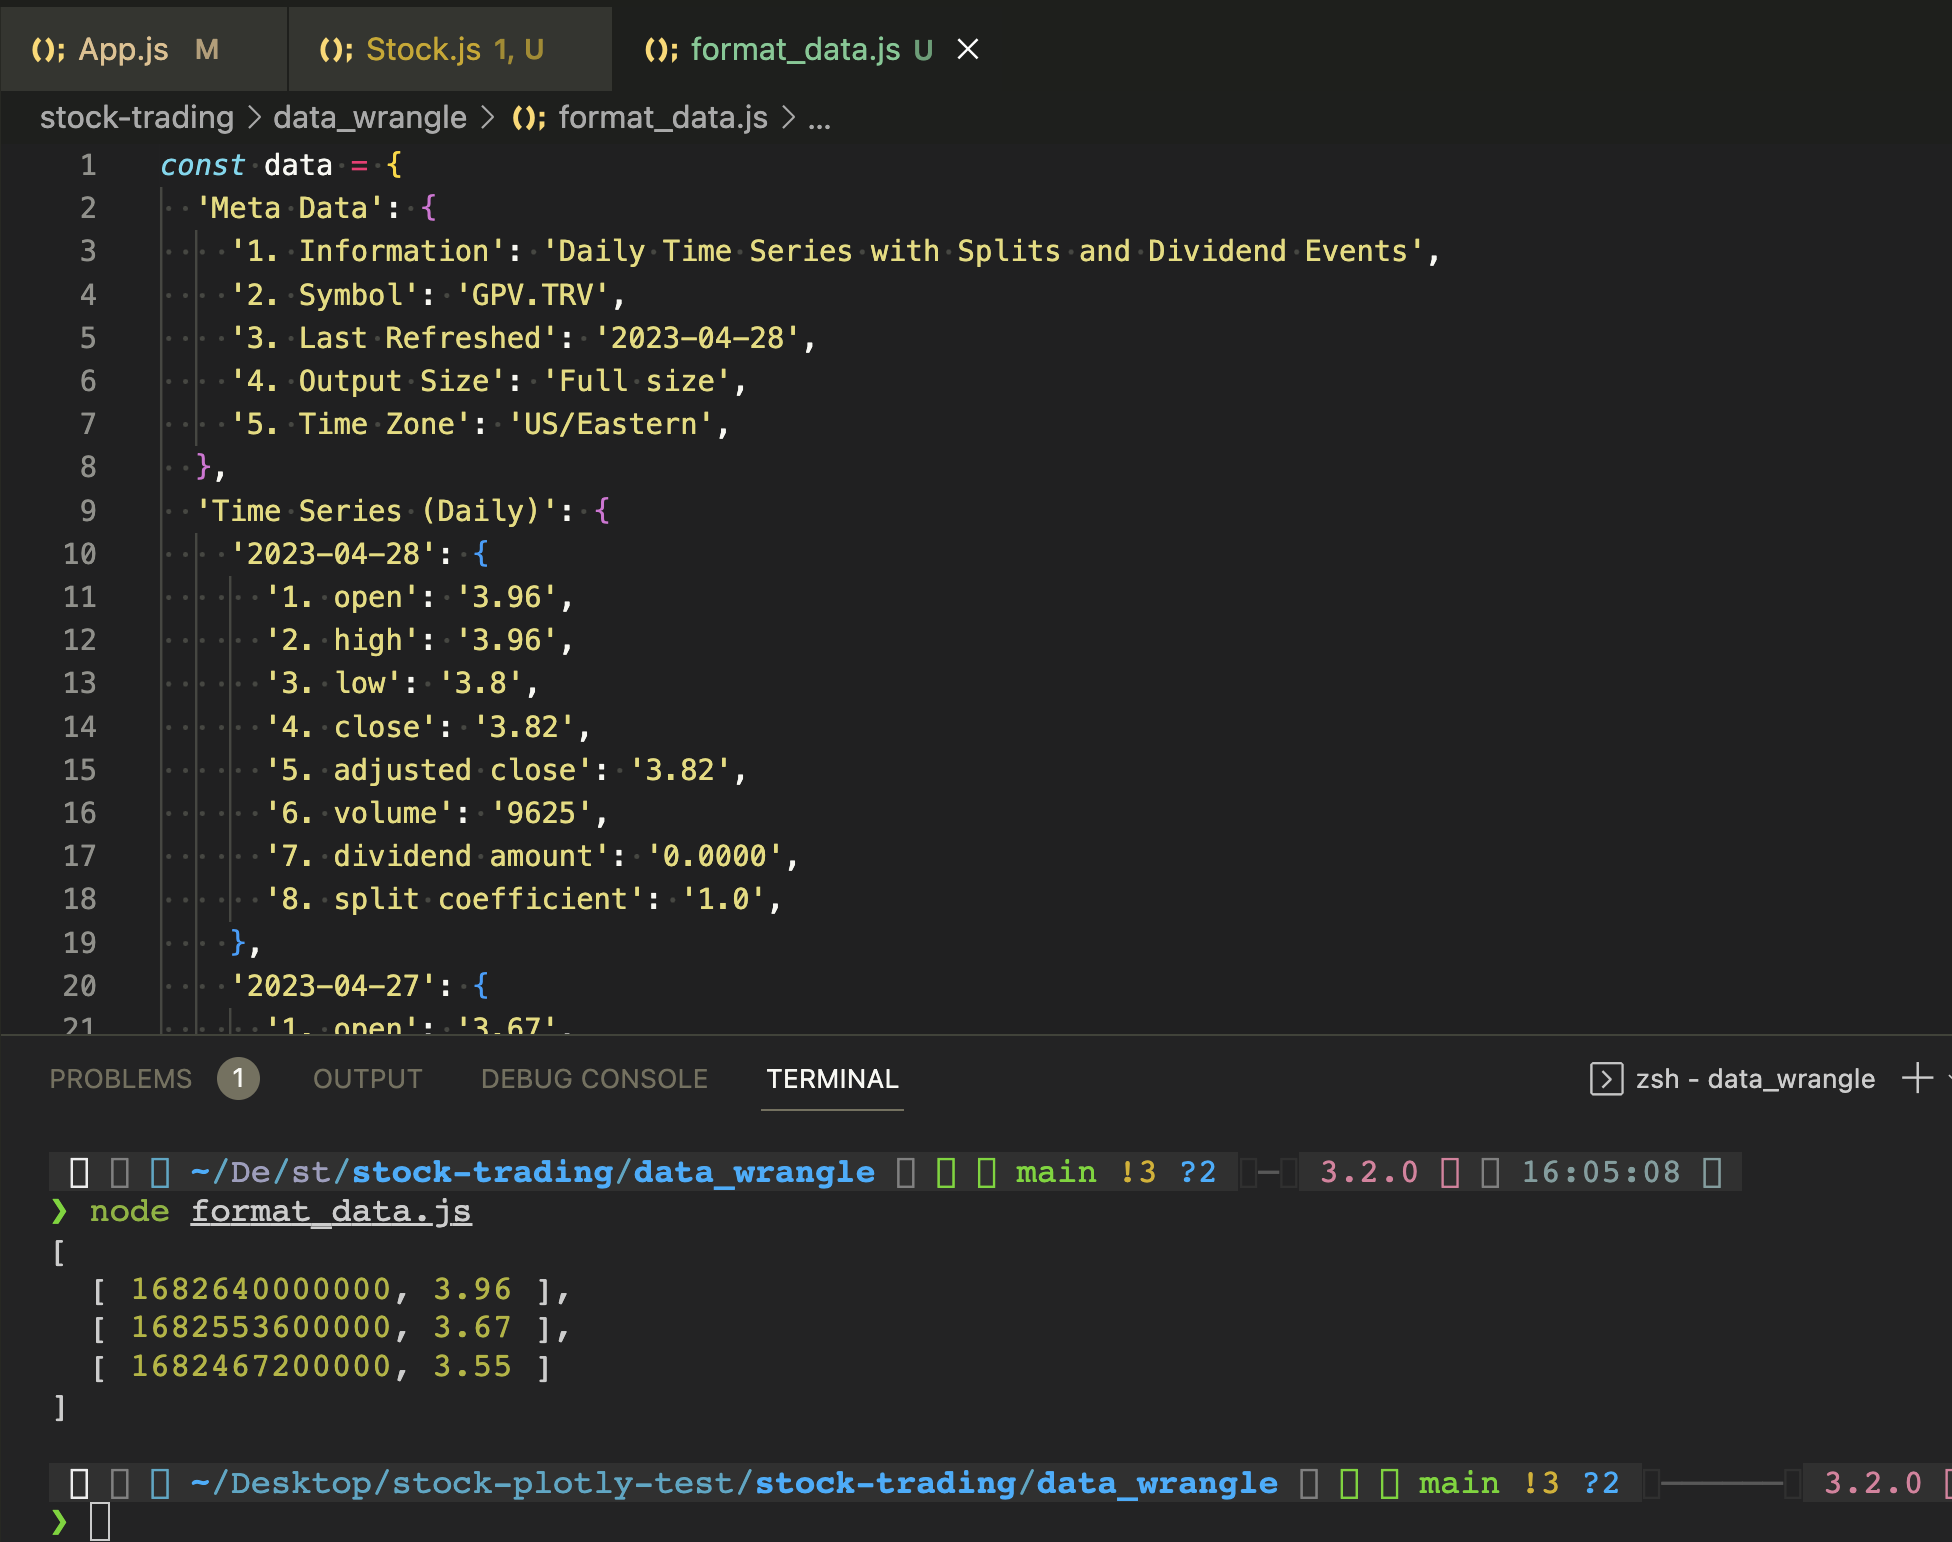 App.js M
Stock.js 1, U
format_data.js U
stock-trading > data_wrangle > format_data.js > ...
1 const data = {
2 'Meta Data': {
3 '1. Information': 'Daily Time Series with Splits and Dividend Events',
4 '2. Symbol': 'GPV.TRV',
5 '3. Last Refreshed': '2023-04-28',
6 '4. Output Size': 'Full size',
7 '5. Time Zone': 'US/Eastern',
8 },
9 'Time Series (Daily)': {
10 '2023-04-28': {
11 '1. open': '3.96',
12 '2. high': '3.96',
13 '3. low': '3.8',
14 '4. close': '3.82',
15 '5. adjusted close': '3.82',
16 '6. volume': '9625',
17 '7. dividend amount': '0.0000',
18 '8. split coefficient': '1.0',
19 },
20 '2023-04-27': {
21 '1. open': '3.67',
PROBLEMS 1 OUTPUT DEBUG CONSOLE TERMINAL zsh - data_wrangle
~/De/st/stock-trading/data_wrangle main !3 ?2 3.2.0 16:05:08
❯ node format_data.js
[
[ 1682640000000, 3.96 ],
[ 1682553600000, 3.67 ],
[ 1682467200000, 3.55 ]
]
~/Desktop/stock-plotly-test/stock-trading/data_wrangle main !3 ?2 3.2.0
❯